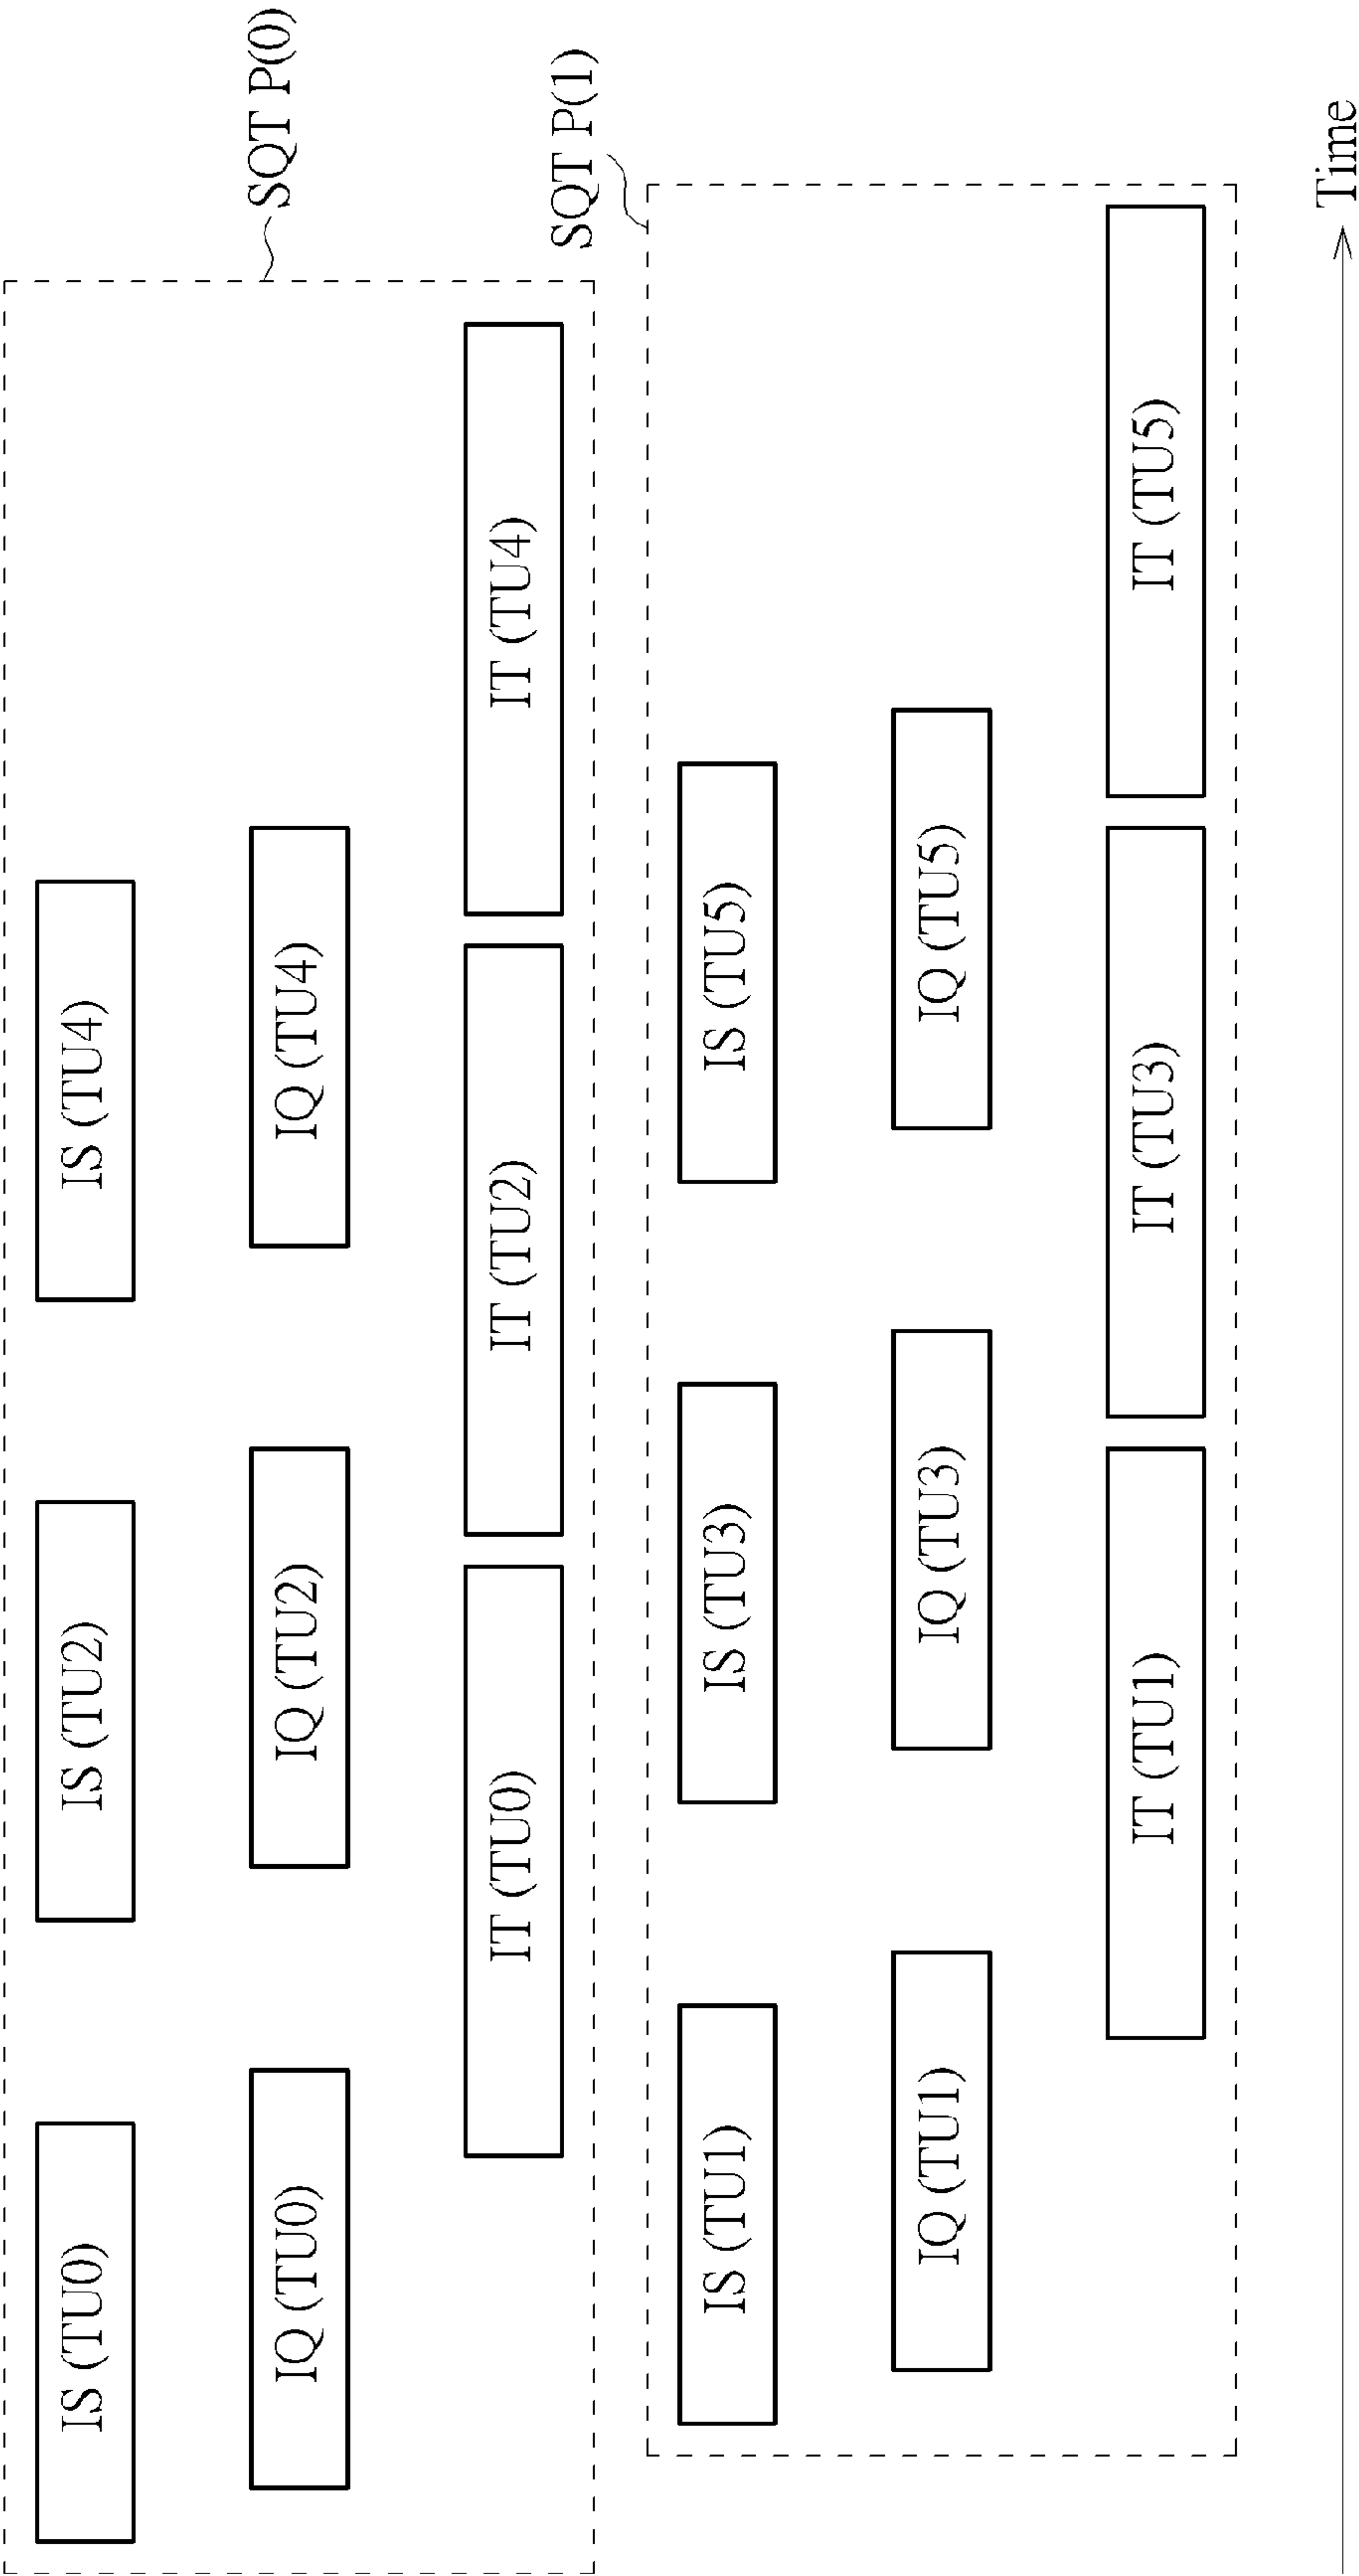 SQT P(0)
IS (TU0)
IS (TU2)
IS (TU4)
IQ (TU0)
IQ (TU2)
IQ (TU4)
IT (TU0)
IT (TU2)
IT (TU4)
SQT P(1)
IS (TU1)
IS (TU3)
IS (TU5)
IQ (TU1)
IQ (TU3)
IQ (TU5)
IT (TU1)
IT (TU3)
IT (TU5)
Time